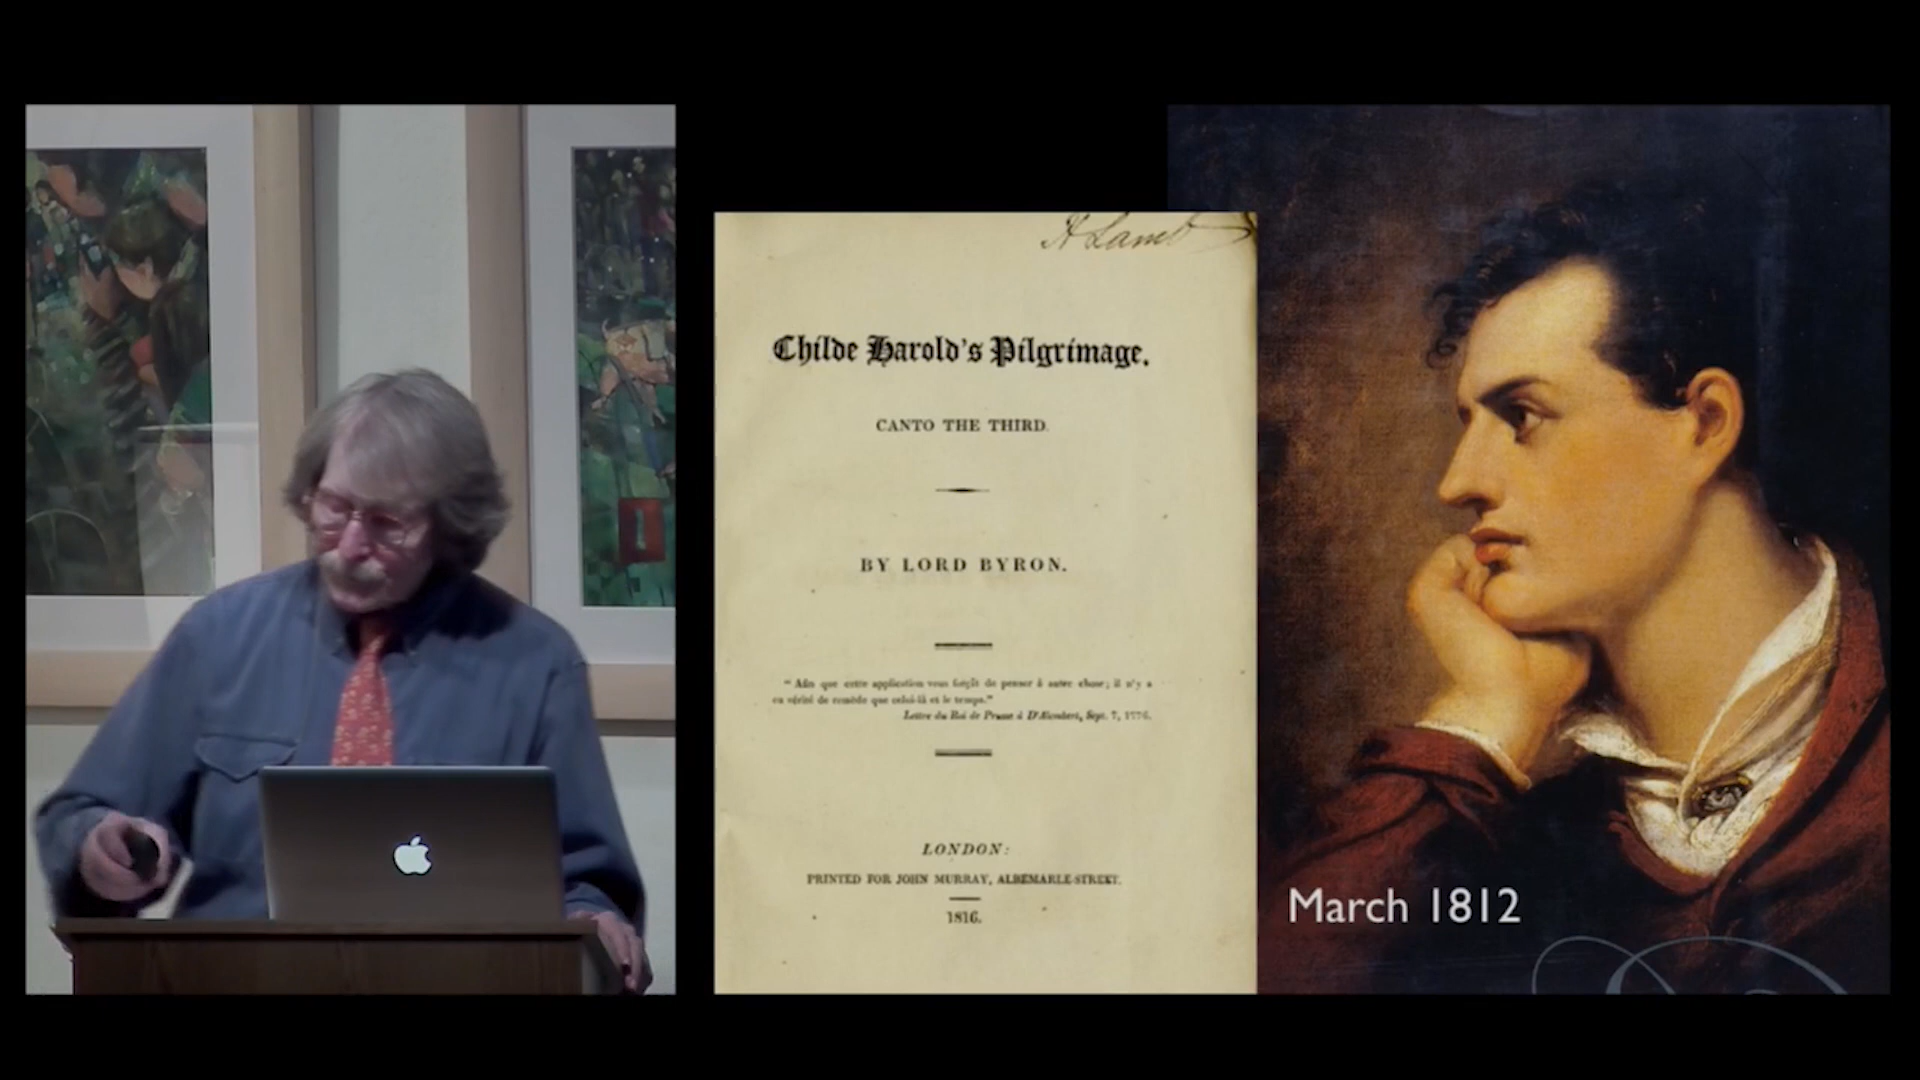 H Lamb
Childe Harold's Pilgrimage.
CANTO THE THIRD.
BY LORD BYRON.
"Afin que cette application vous forçât de penser à autre chose; il n'y a
en vérité de remède que celui-là et le temps."
Lettre du Roi de Prusse à D'Alembert, Sept. 7, 1776.
LONDON:
PRINTED FOR JOHN MURRAY, ALBEMARLE-STREET.
1816.
March 1812